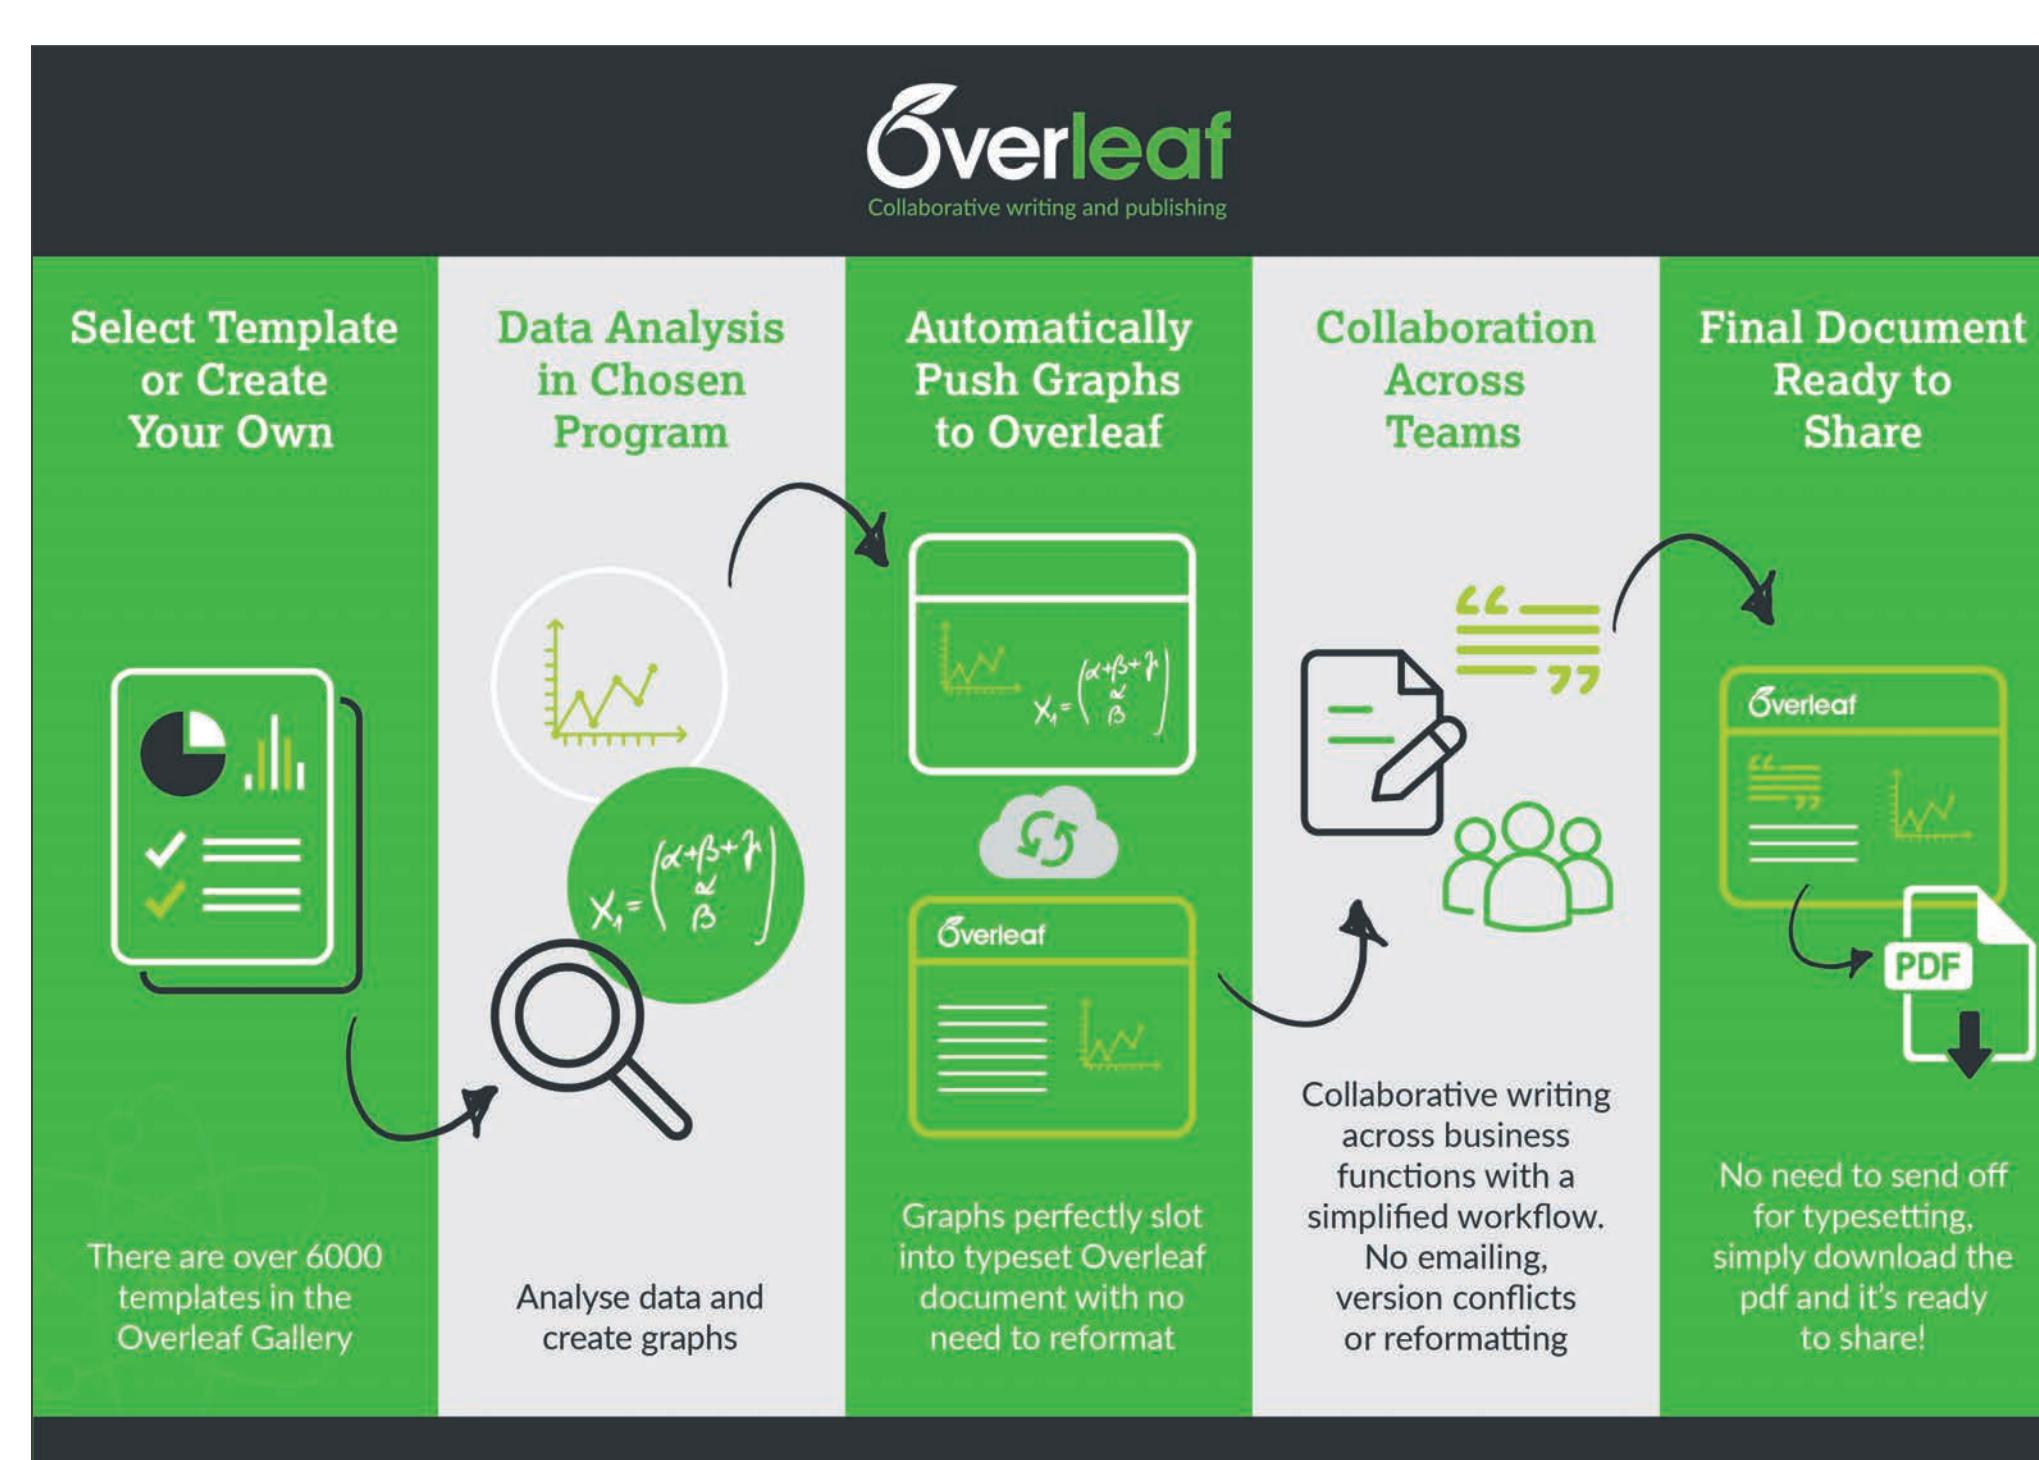 Overleaf
Collaborative writing and publishing
Select Template
or Create
Your Own
There are over 6000
templates in the
Overleaf Gallery
Data Analysis
in Chosen
Program
X₁ = (α+β+γ
α
β)
Analyse data and
create graphs
Automatically
Push Graphs
to Overleaf
X₁ = (α+β+γ
α
β)
Overleaf
Graphs perfectly slot
into typeset Overleaf
document with no
need to reformat
Collaboration
Across
Teams
“
”
Collaborative writing
across business
functions with a
simplified workflow.
No emailing,
version conflicts
or reformatting
Final Document
Ready to
Share
Overleaf
“
”
PDF
No need to send off
for typesetting,
simply download the
pdf and it's ready
to share!